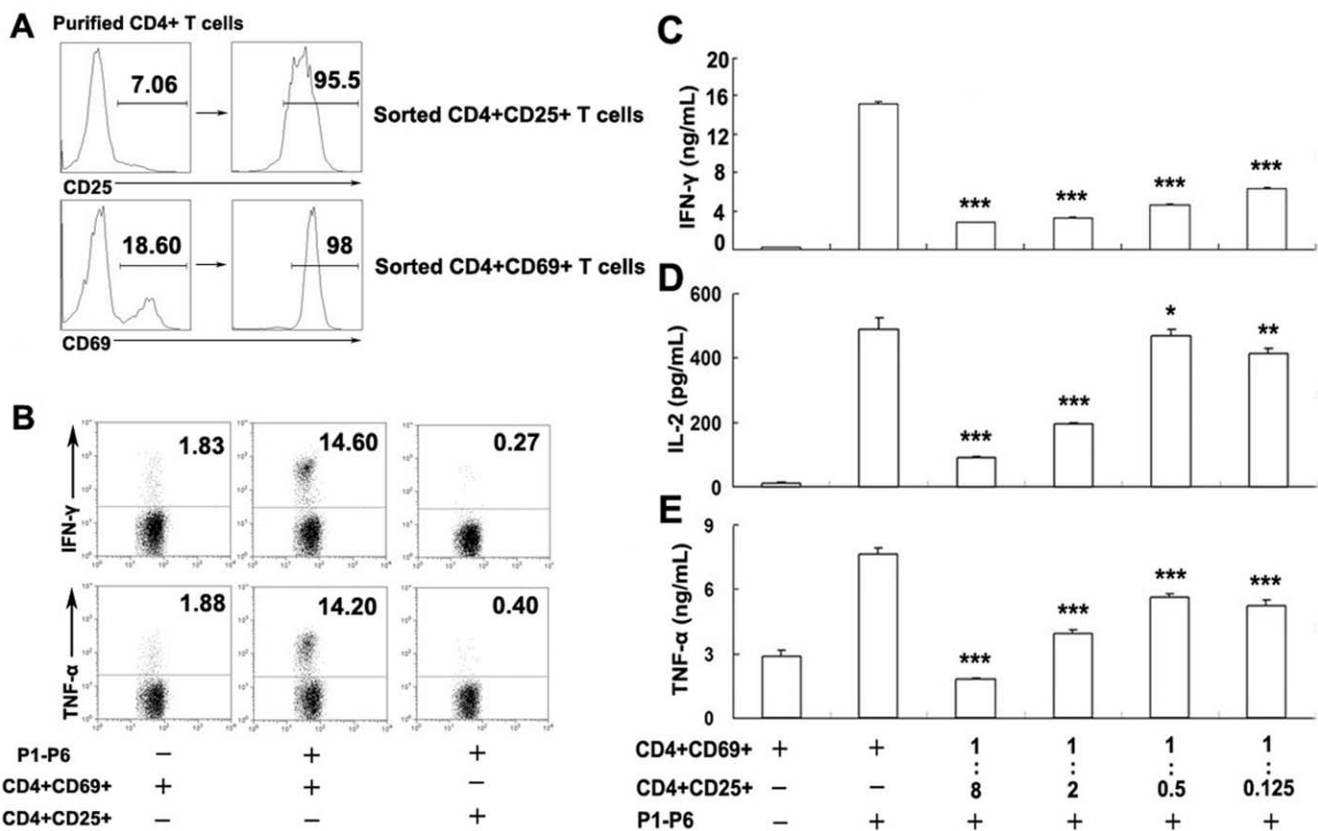 A
Purified CD4+ T cells
7.06
95.5
Sorted CD4+CD25+ T cells
CD25
18.60
98
Sorted CD4+CD69+ T cells
CD69
B
IFN-γ
1.83
14.60
0.27
TNF-α
1.88
14.20
0.40
P1-P6 − + +
CD4+CD69+ + + −
CD4+CD25+ − − +
C
IFN-γ (ng/mL)
20
16
12
8
4
0
*** *** *** ***
D
IL-2 (pg/mL)
600
400
200
0
*** *** * **
E
TNF-α (ng/mL)
9
6
3
0
*** *** *** ***
CD4+CD69+ + + 1 1 1 1
: : : :
CD4+CD25+ − − 8 2 0.5 0.125
P1-P6 − + + + + +